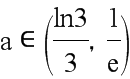 a ∈ (ln3/3, 1/e)